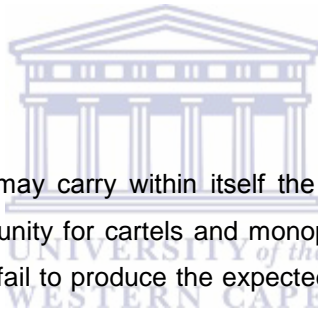 may carry within itself the
unity for cartels and monop
UNIVERSITY of the
fail to produce the expected
WESTERN CAPE